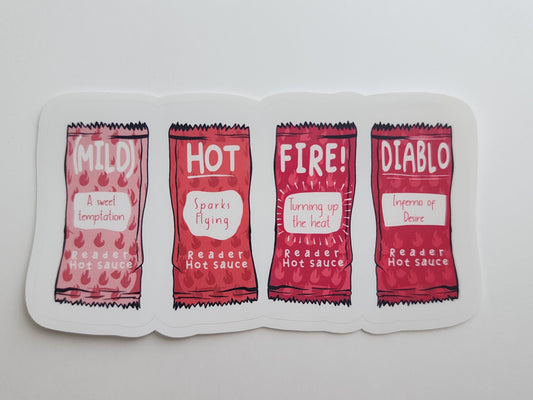 (MILD)
A sweet
temptation
Reader
Hot Sauce
HOT
Sparks
Flying
Reader
Hot Sauce
FIRE!
Turning up
the heat
Reader
Hot Sauce
DIABLO
Inferno of
Desire
Reader
Hot Sauce